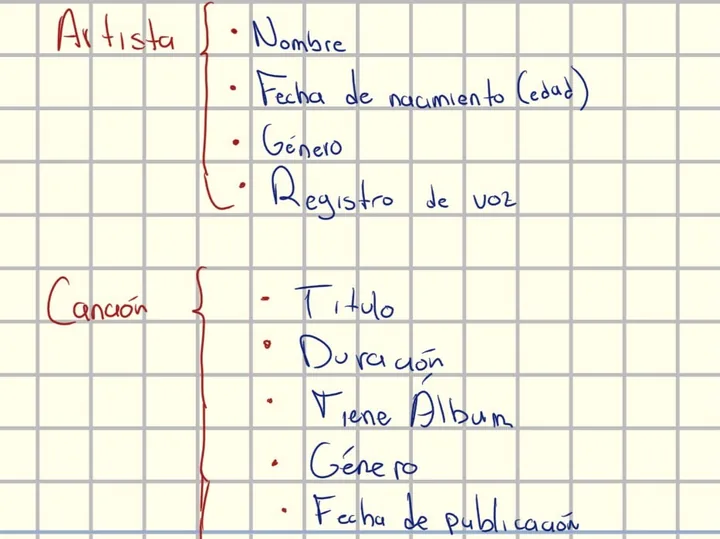 Artista
• Nombre
• Fecha de nacimiento (edad)
• Género
• Registro de voz
Canción
• Titulo
• Duración
• Tiene Álbum
• Género
• Fecha de publicación